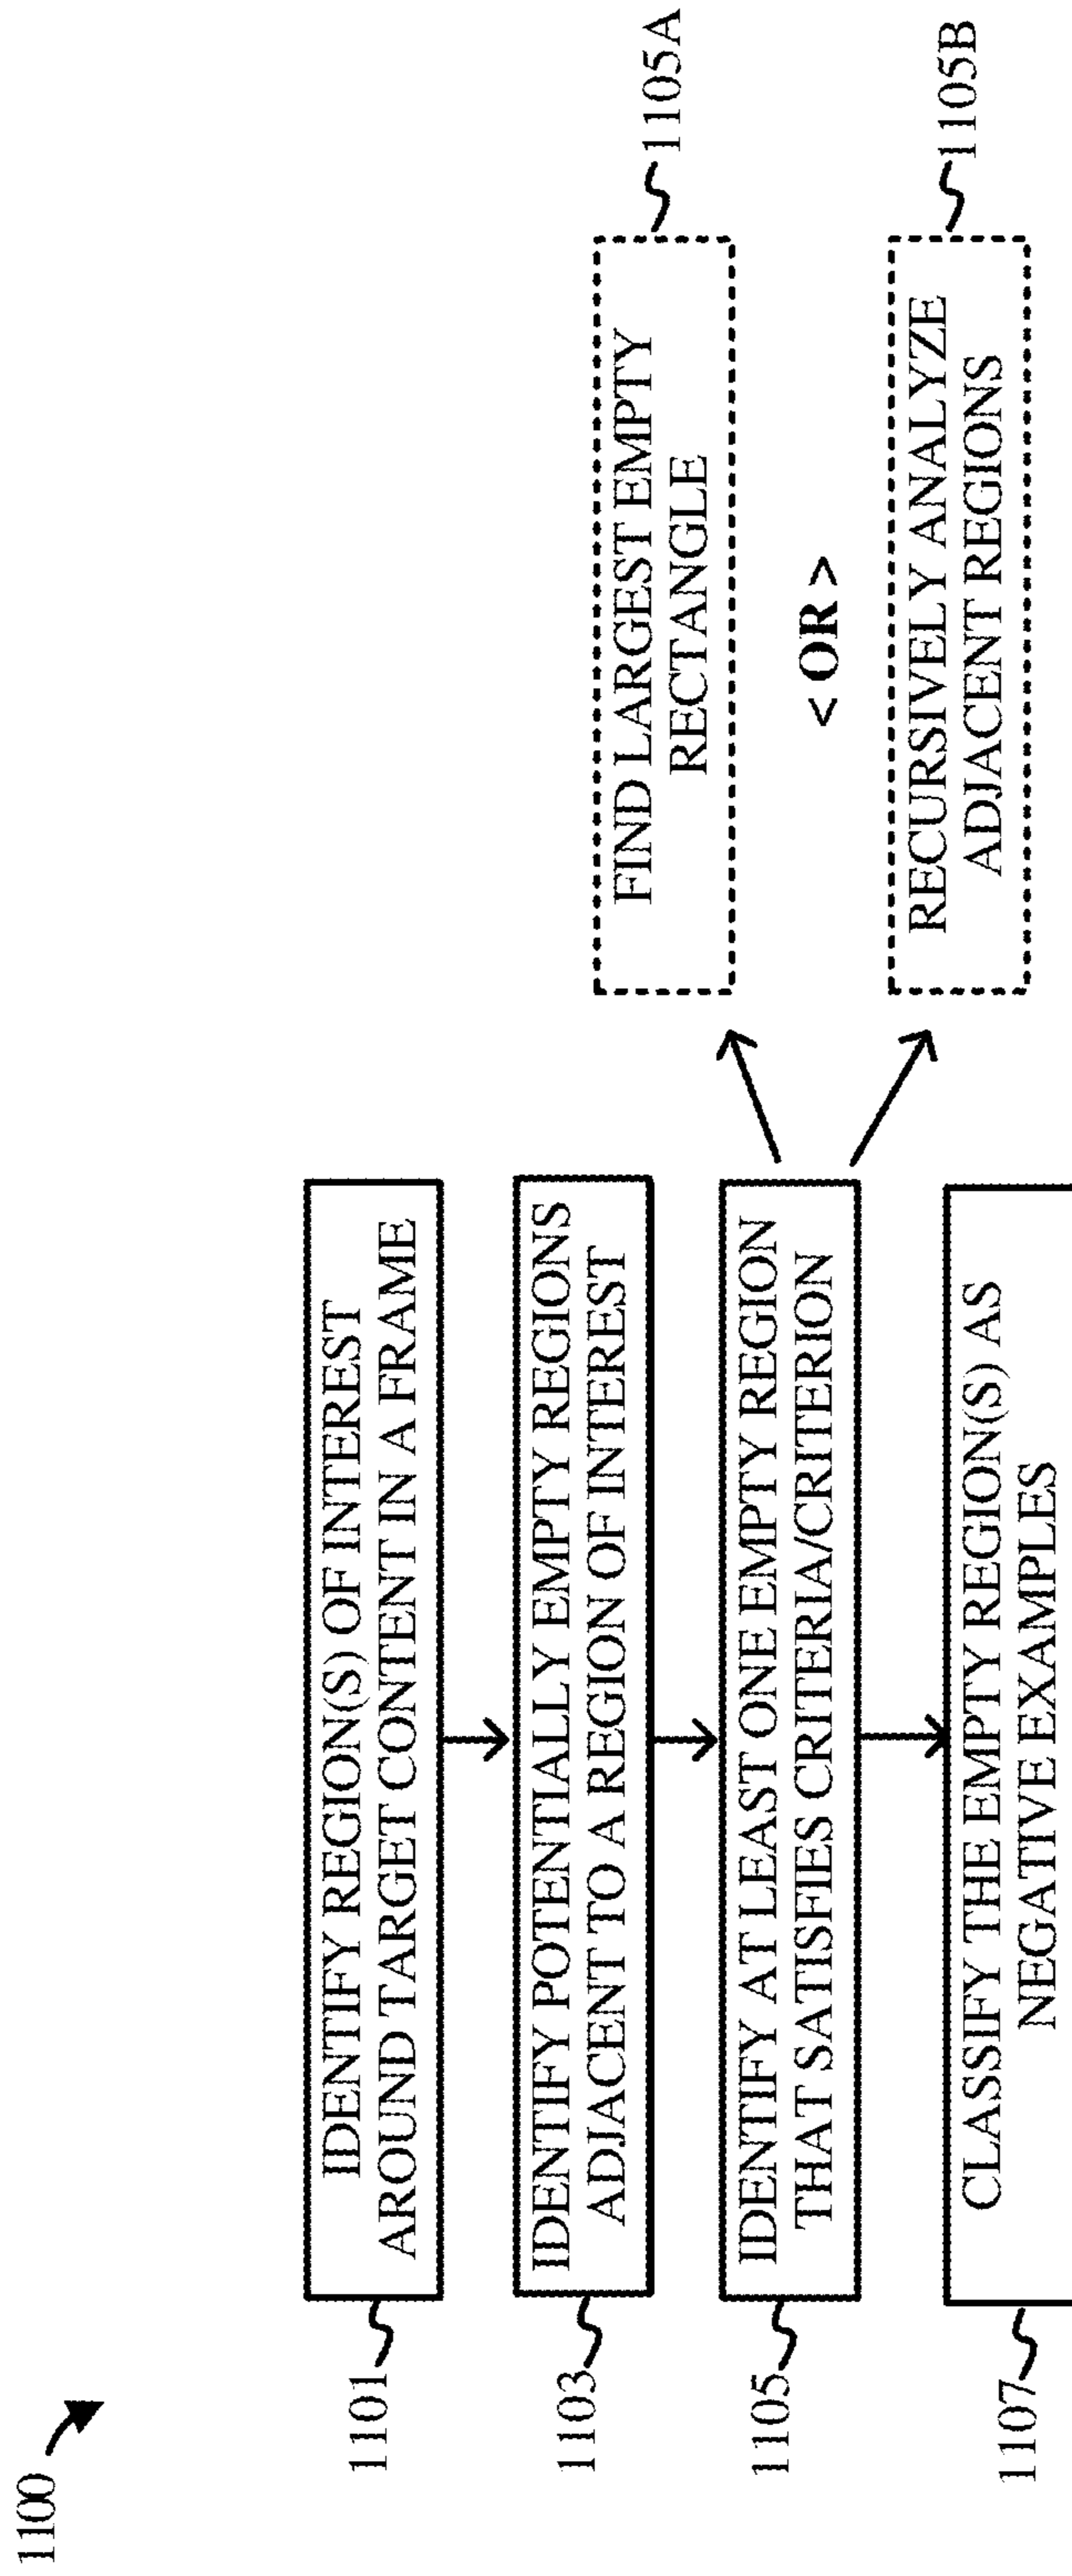 1100
1101
IDENTIFY REGION(S) OF INTEREST
AROUND TARGET CONTENT IN A FRAME
1103
IDENTIFY POTENTIALLY EMPTY REGIONS
ADJACENT TO A REGION OF INTEREST
1105
IDENTIFY AT LEAST ONE EMPTY REGION
THAT SATISFIES CRITERIA/CRITERION
1105A
FIND LARGEST EMPTY
RECTANGLE
< OR >
1105B
RECURSIVELY ANALYZE
ADJACENT REGIONS
1107
CLASSIFY THE EMPTY REGION(S) AS
NEGATIVE EXAMPLES